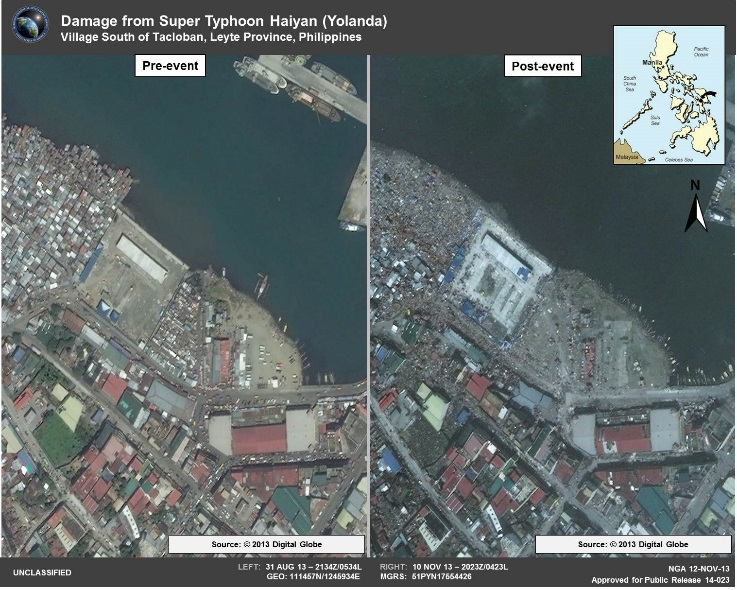 Damage from Super Typhoon Haiyan (Yolanda)
Village South of Tacloban, Leyte Province, Philippines
Pre-event
Post-event
Manila
Pacific
Ocean
South
China
Sea
Sulu
Sea
Malaysia
Celebes Sea
N
Source: © 2013 Digital Globe
Source: © 2013 Digital Globe
UNCLASSIFIED
LEFT: 31 AUG 13 – 2134Z/0534L
GEO: 111457N/1245934E
RIGHT: 10 NOV 13 – 2023Z/0423L
MGRS: 51PYN17554426
NGA 12-NOV-13
Approved for Public Release 14-023